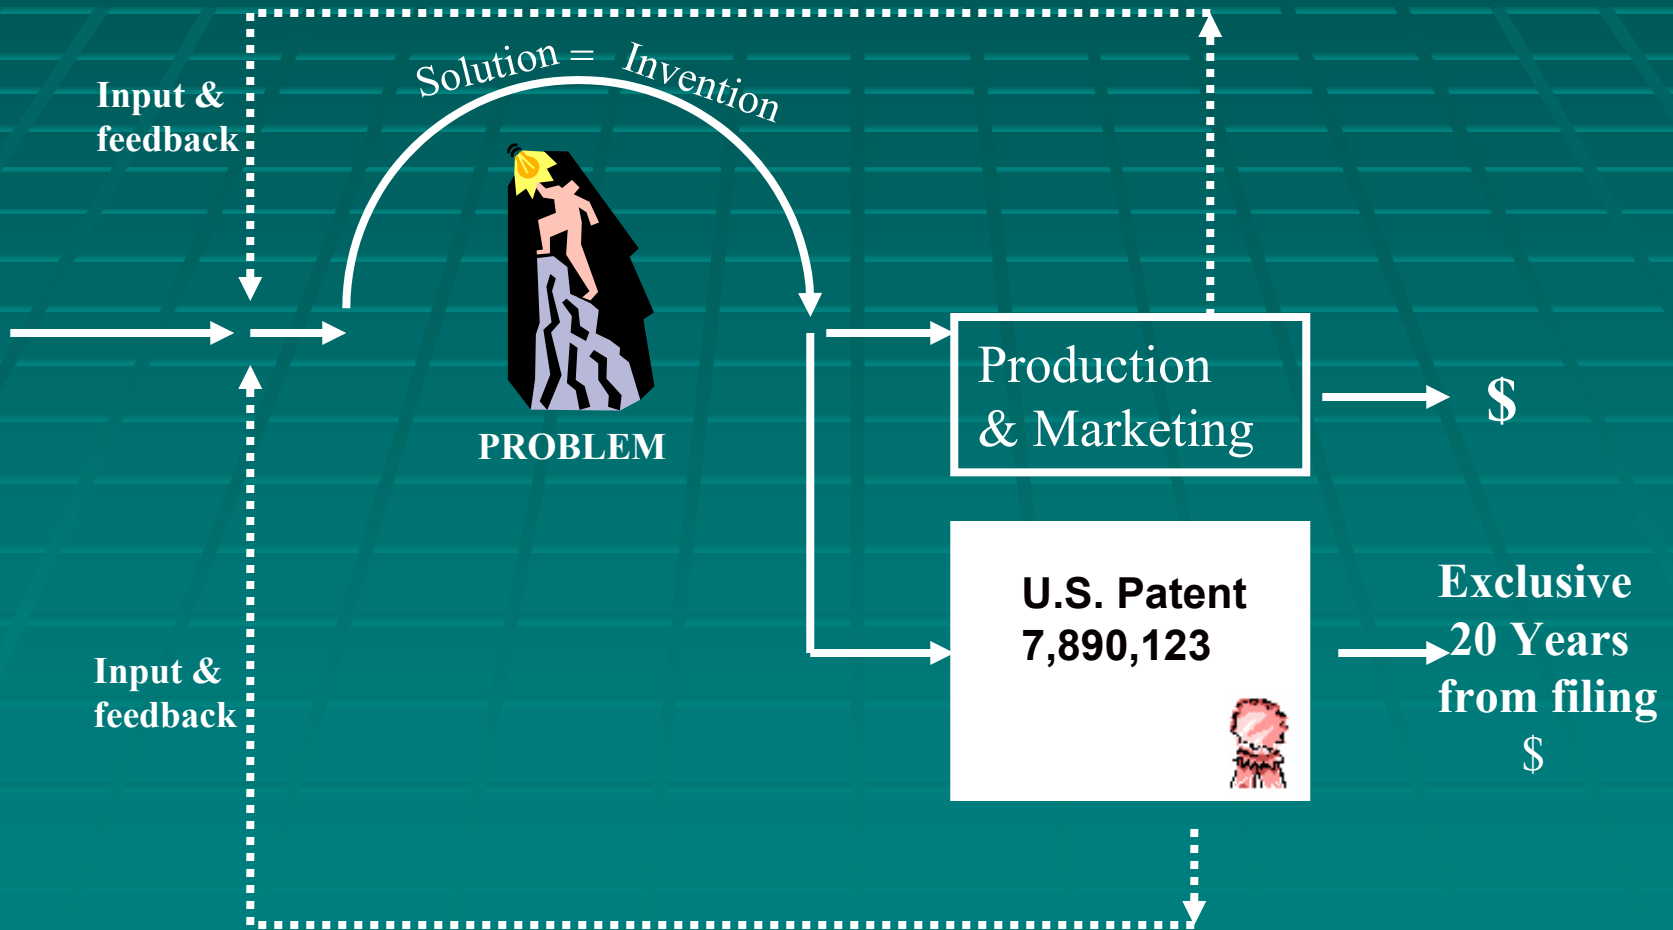 Solution = Invention
Input &
feedback
PROBLEM
Production
& Marketing
$
U.S. Patent
7,890,123
Exclusive
20 Years
from filing
$
Input &
feedback